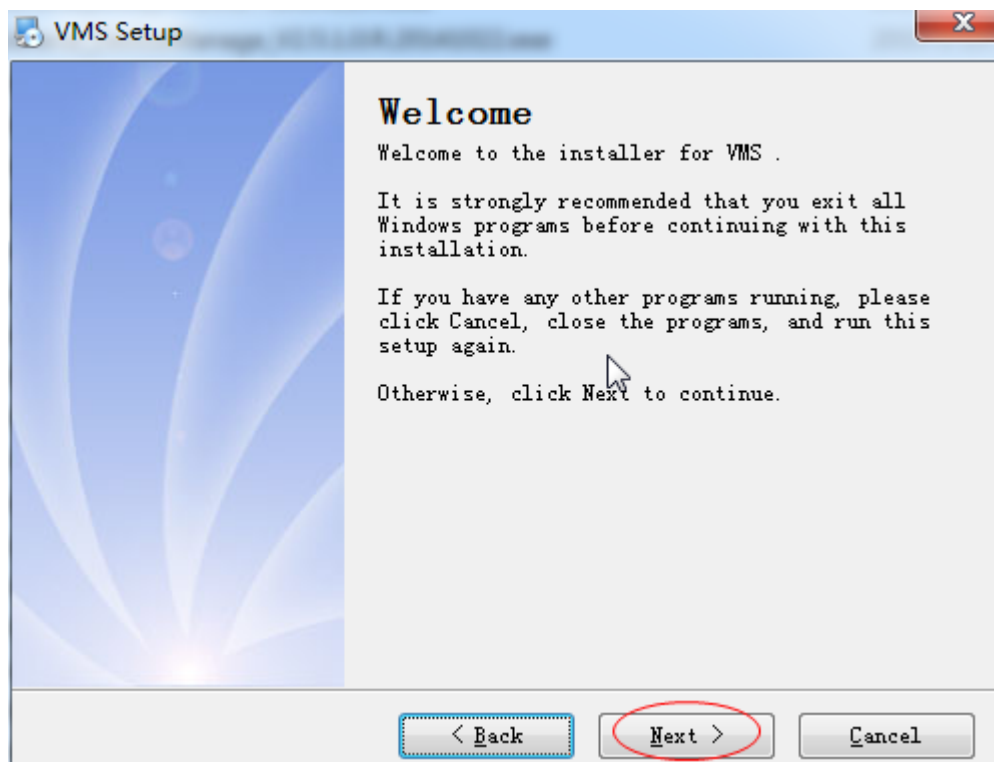 VMS Setup
Welcome
Welcome to the installer for VMS .
It is strongly recommended that you exit all
Windows programs before continuing with this
installation.
If you have any other programs running, please
click Cancel, close the programs, and run this
setup again.
Otherwise, click Next to continue.
< Back
Next >
Cancel